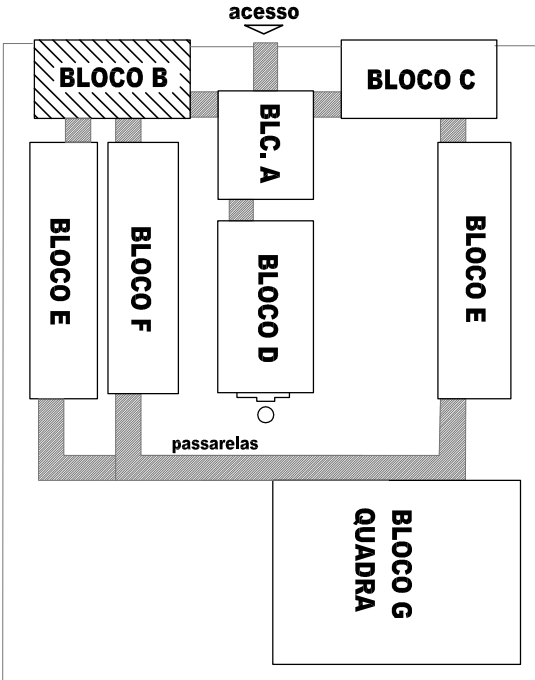 acesso
BLOCO B
BLC. A
BLOCO C
BLOCO E
BLOCO F
BLOCO D
BLOCO E
passarelas
BLOCO G
QUADRA